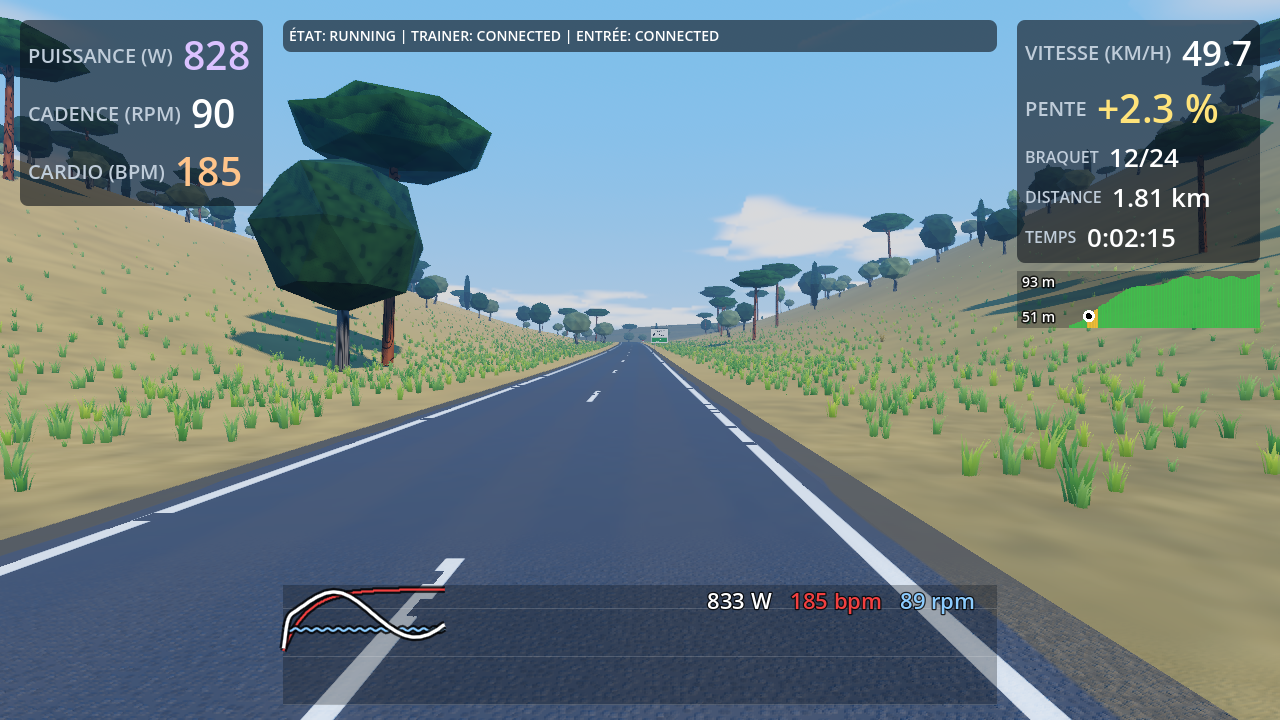 PUISSANCE (W) 828
CADENCE (RPM) 90
CARDIO (BPM) 185
ÉTAT: RUNNING | TRAINER: CONNECTED | ENTRÉE: CONNECTED
VITESSE (KM/H) 49.7
PENTE +2.3 %
BRAQUET 12/24
DISTANCE 1.81 km
TEMPS 0:02:15
93 m
51 m
833 W 185 bpm 89 rpm